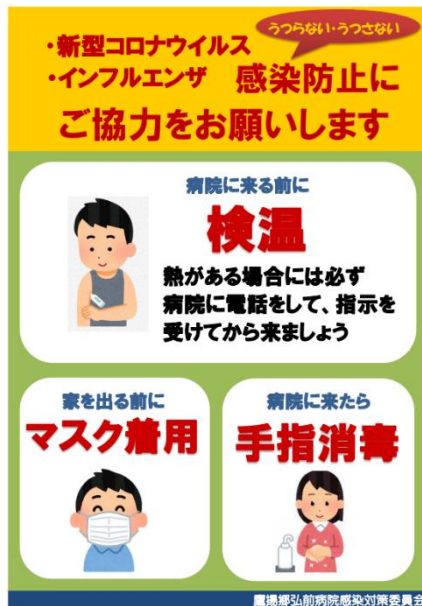 うつらない・うつさない
・新型コロナウイルス
・インフルエンザ 感染防止に
ご協力をお願いします
病院に来る前に
検温
熱がある場合には必ず
病院に電話をして、指示を
受けてから来ましょう
家を出る前に
マスク着用
病院に来たら
手指消毒
鷹揚郷弘前病院感染対策委員会